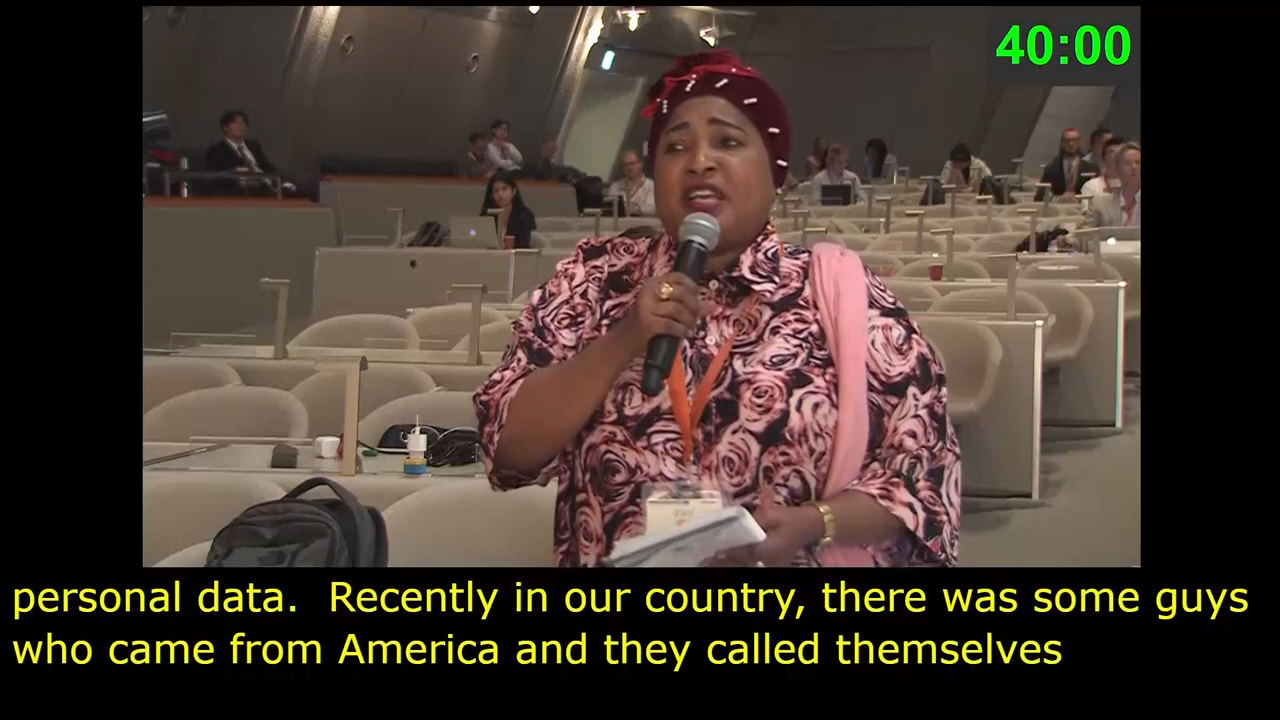 40:00
personal data.  Recently in our country, there was some guys
who came from America and they called themselves